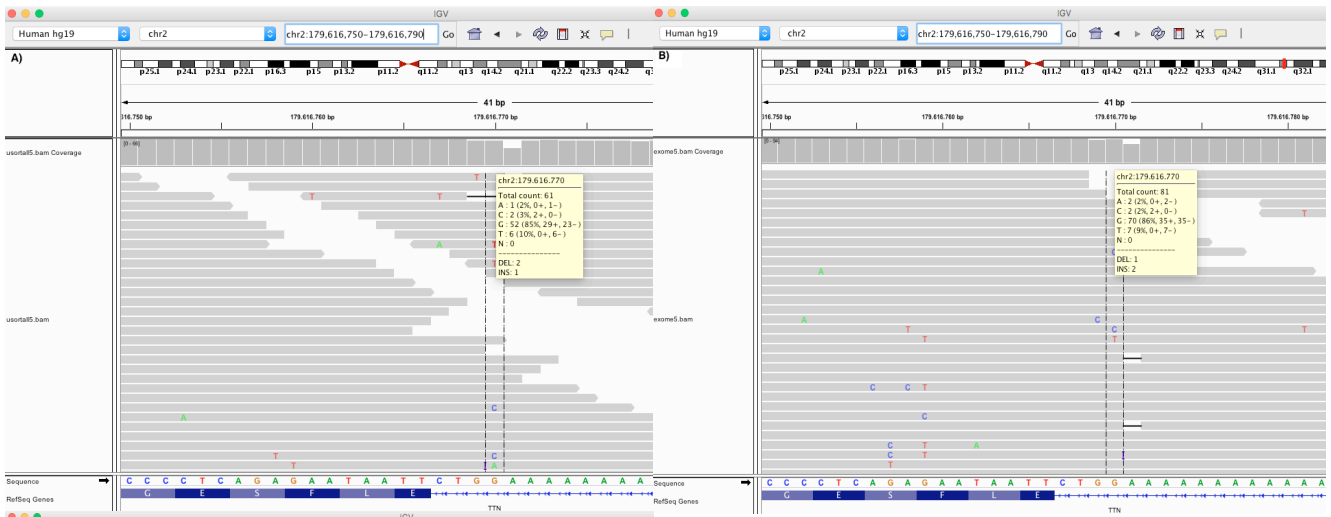 IGV
Human hg19 chr2 chr2:179,616,750-179,616,790 Go
A)
p25.1 p24.1 p23.1 p22.1 p16.3 p15 p13.2 p11.2 q11.2 q13 q14.2 q21.1 q22.2 q23.3 q24.2
41 bp
16.750 bp 179.616.760 bp 179.616.770 bp
usortall5.bam Coverage
[0 - 66]
T
T T
A T
T
chr2:179.616.770
Total count: 61
A : 1 (2%, 0+, 1- )
C : 2 (3%, 2+, 0- )
G : 52 (85%, 29+, 23- )
T : 6 (10%, 0+, 6- )
N : 0
---------------
DEL: 2
INS: 1
usortall5.bam
C
A
T C
T I A
Sequence C C C C T C A G A G A A T A A T T C T G G A A A A A A A A
RefSeq Genes G E S F L E
TTN
IGV
IGV
Human hg19 chr2 chr2:179,616,750-179,616,790 Go
B)
p25.1 p24.1 p23.1 p22.1 p16.3 p15 p13.2 p11.2 q11.2 q13 q14.2 q21.1 q22.2 q23.3 q24.2 q31.1 q32.1
41 bp
16.750 bp 179.616.760 bp 179.616.770 bp 179.616.780 bp
exome5.bam Coverage
chr2:179.616.770
Total count: 81
A : 2 (2%, 0+, 2- )
C : 2 (2%, 2+, 0- )
G : 70 (86%, 35+, 35- )
T : 7 (9%, 0+, 7- )
N : 0
---------------
DEL: 1
INS: 2
T
A
exome5.bam
A C
T C T
T T
C C T
C
C T A
C T I
T
Sequence C C C C T C A G A G A A T A A T T C T G G A A A A A A A A A A A A
RefSeq Genes G E S F L E
TTN